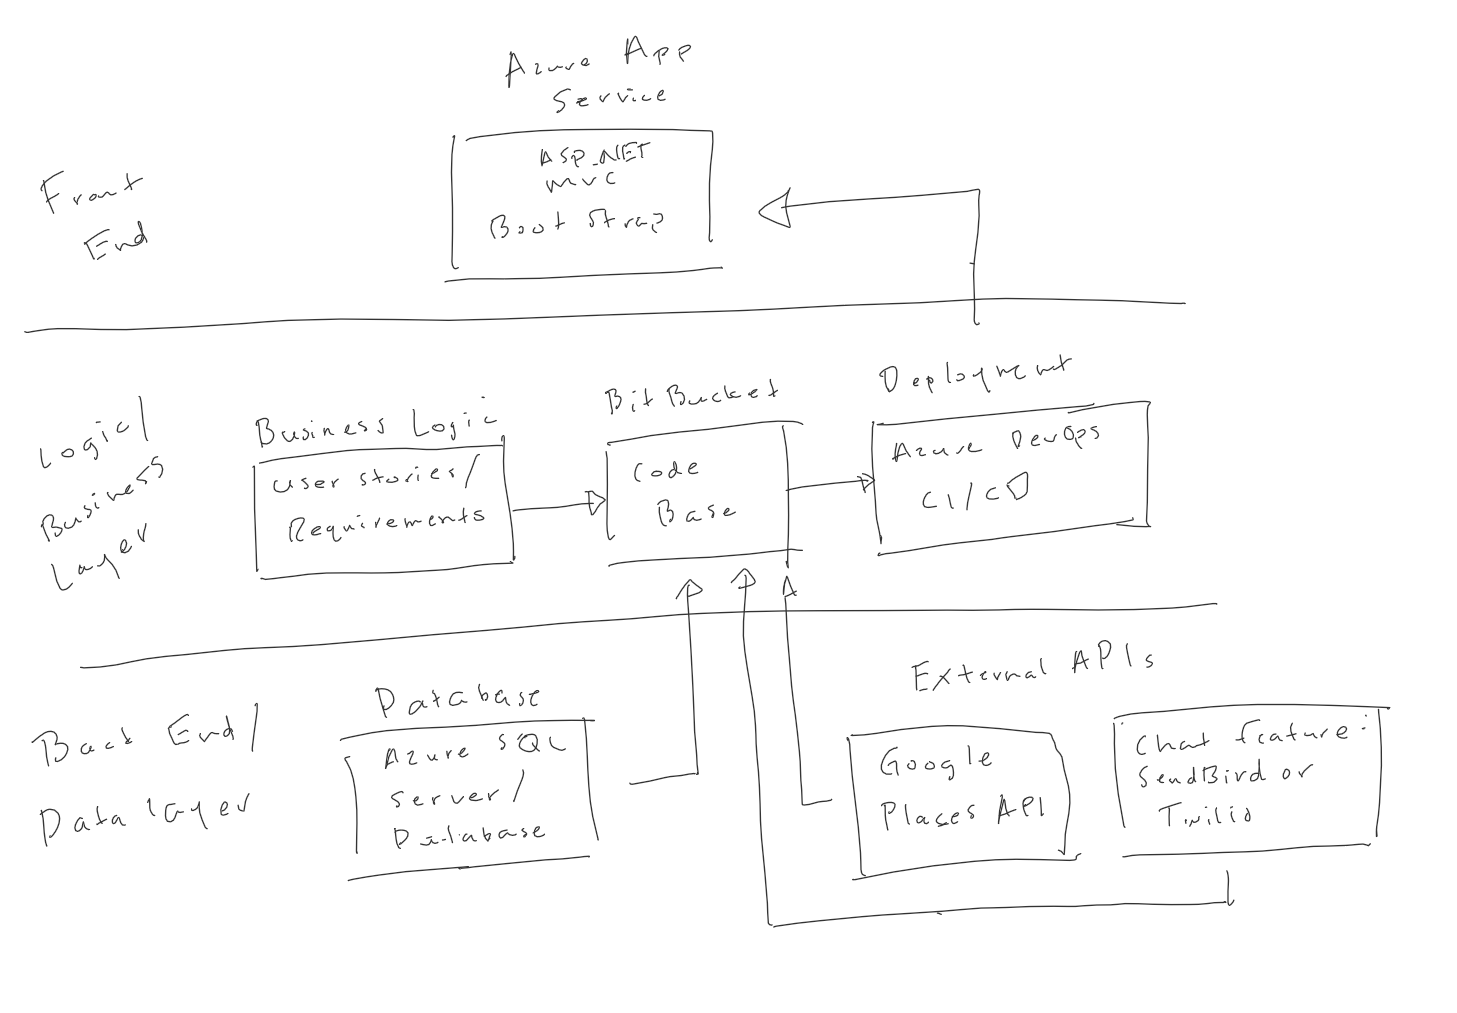 Azure App
Service
ASP.NET
MVC
Boot Strap
Front
End
Deployment
Azure DevOps
CI/CD
BitBucket
Code
Base
Business Logic
User stories/
Requirements
Logic/
Business
Layer
External APIs
Database
Azure SQL
Server/
Database
Google
Places API
Chat feature:
SendBird or
Twilio
Back End/
Data layer